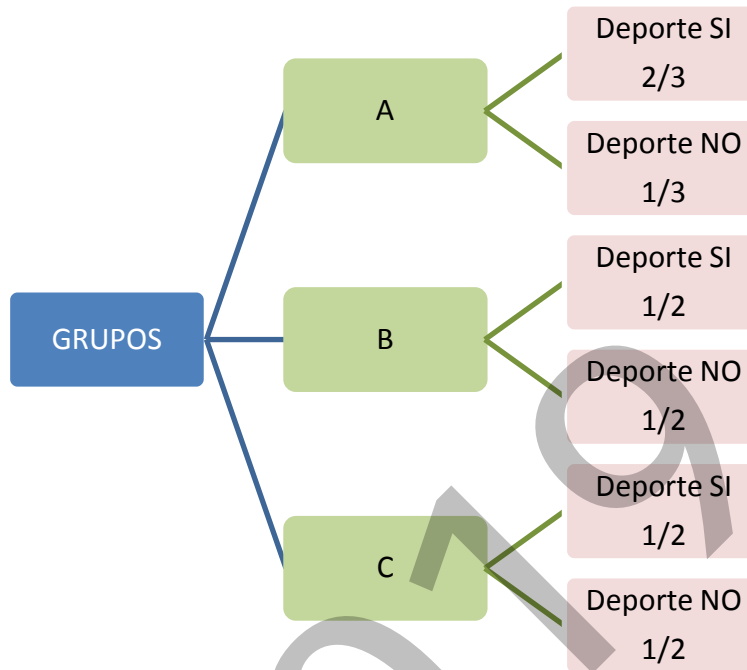 Deporte SI
2/3
A
Deporte NO
1/3
Deporte SI
1/2
GRUPOS
B
Deporte NO
1/2
Deporte SI
1/2
C
Deporte NO
1/2